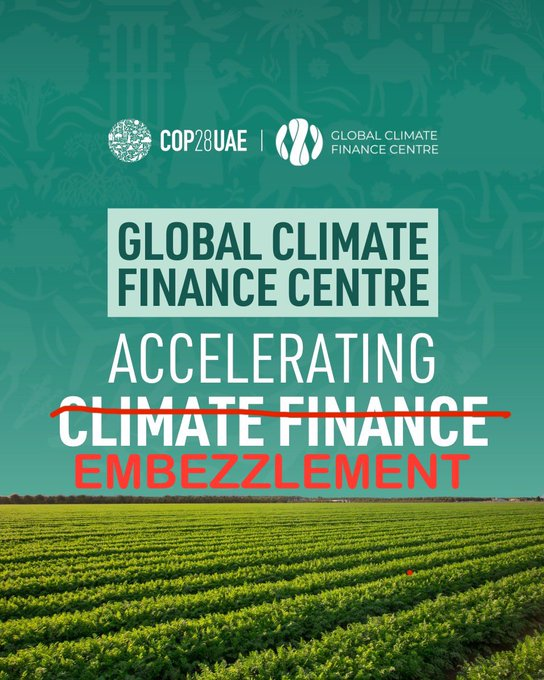 COP28UAE
GLOBAL CLIMATE
FINANCE CENTRE
GLOBAL CLIMATE
FINANCE CENTRE
ACCELERATING
CLIMATE FINANCE
EMBEZZLEMENT